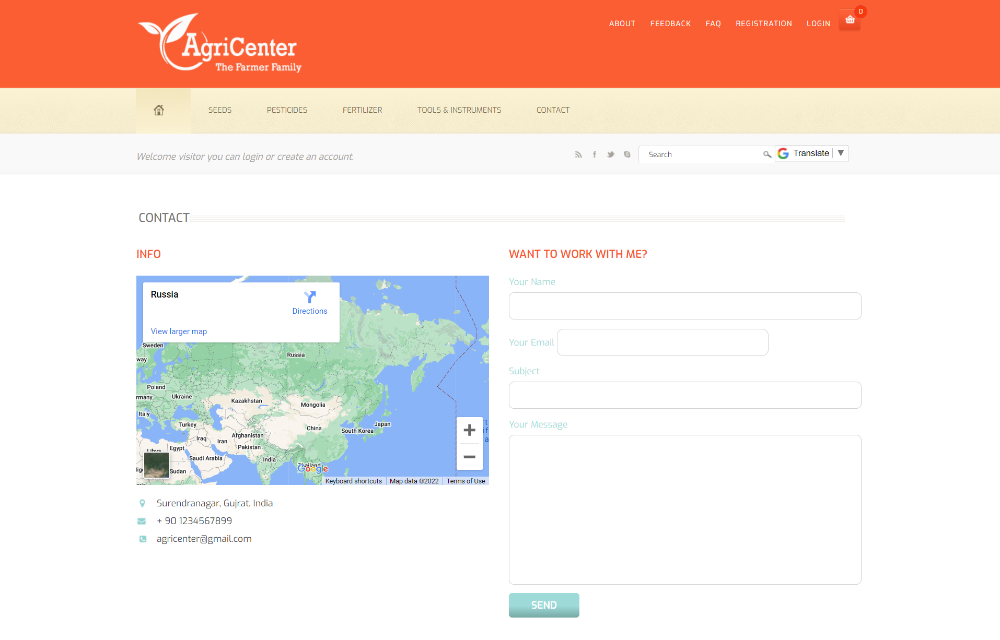 AgriCenter
The Farmer Family
ABOUT FEEDBACK FAQ REGISTRATION LOGIN 0
SEEDS PESTICIDES FERTILIZER TOOLS & INSTRUMENTS CONTACT
Welcome visitor you can login or create an account.
Search
Translate ▼
CONTACT
INFO
Russia
Directions
View larger map
Sweden
way
Russia
Poland
rmany
Ukraine
Kazakhstan
Mongolia
Italy
Turkey
China
Japan
South Korea
Afghanistan
Iraq
Iran
Pakistan
Libya
Egypt
Saudi Arabia
India
Thailand
Sudan
Google
Keyboard shortcuts Map data ©2022 Terms of Use
Surendranagar, Gujrat, India
+ 90 1234567899
agricenter@gmail.com
WANT TO WORK WITH ME?
Your Name
Your Email
Subject
Your Message
SEND